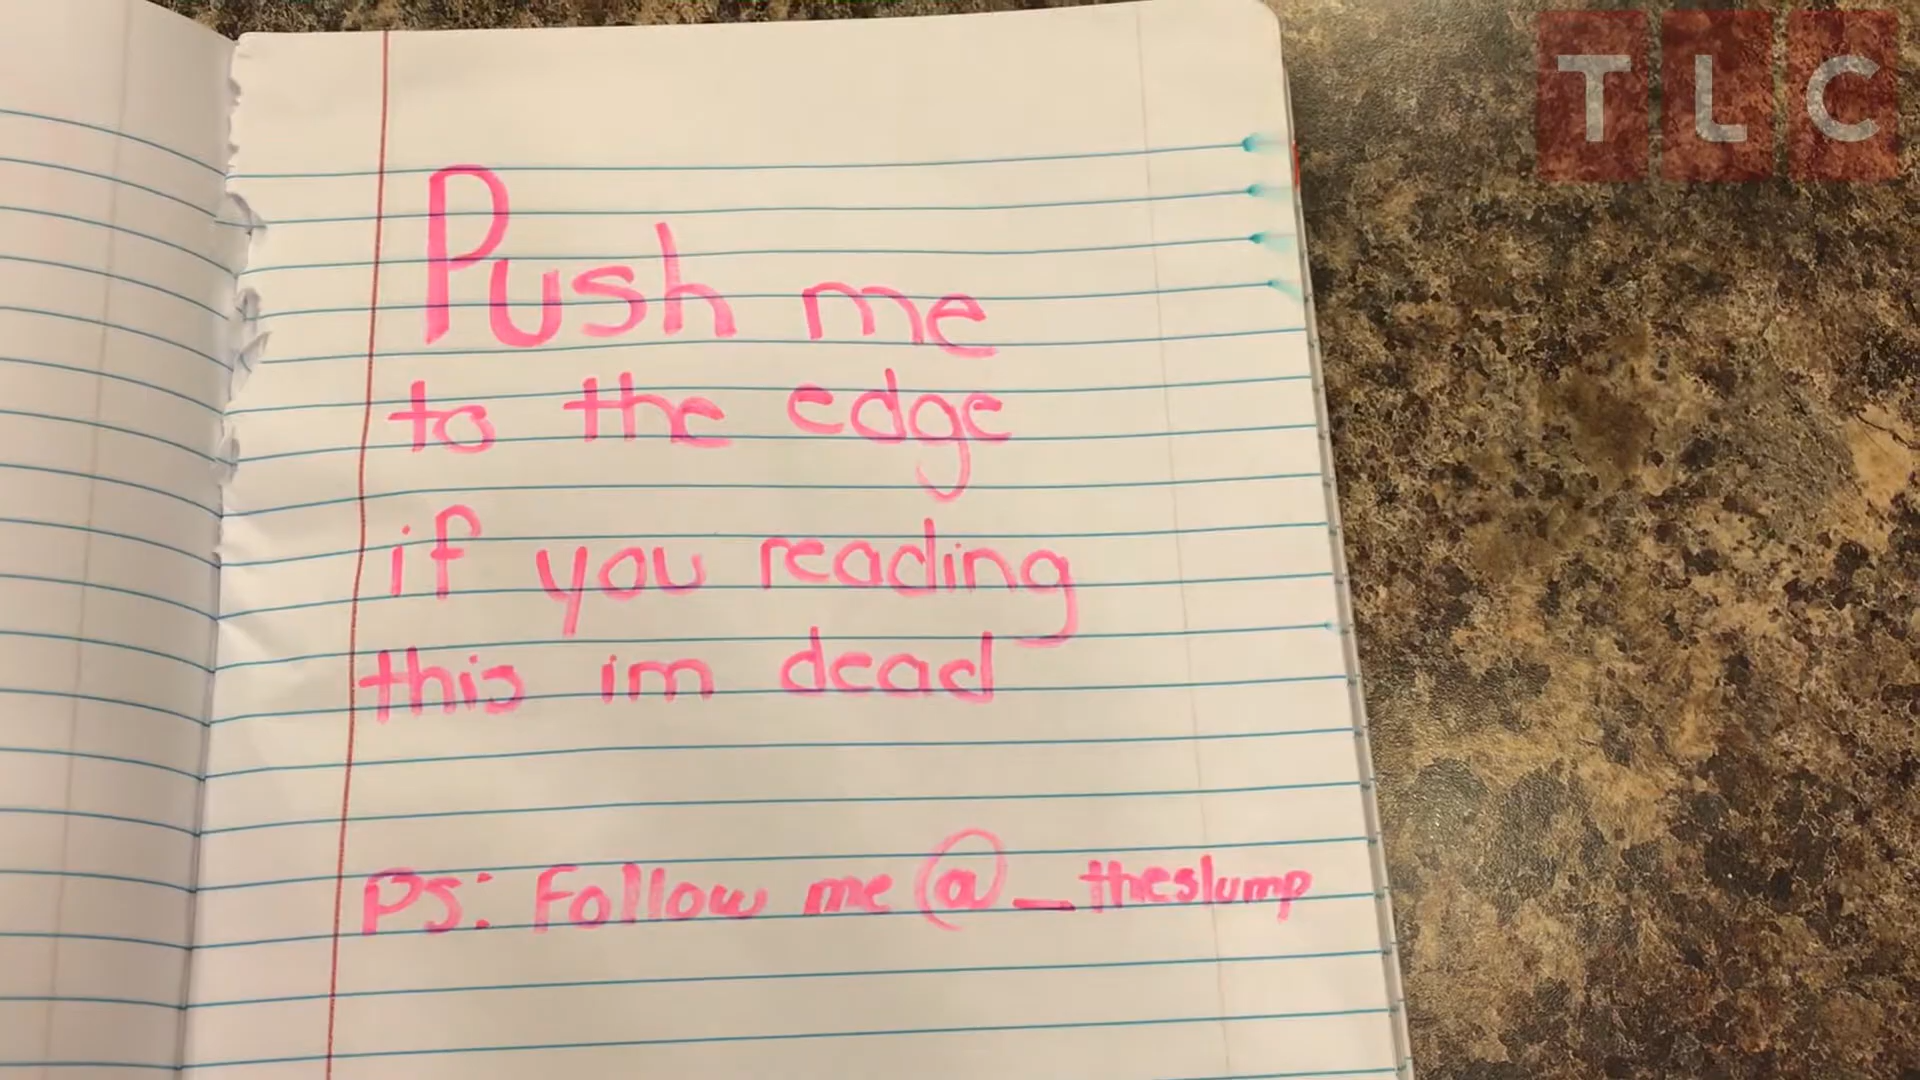 TLC
Push me
to the edge
if you reading
this im dead
PS: Follow me @_theslump